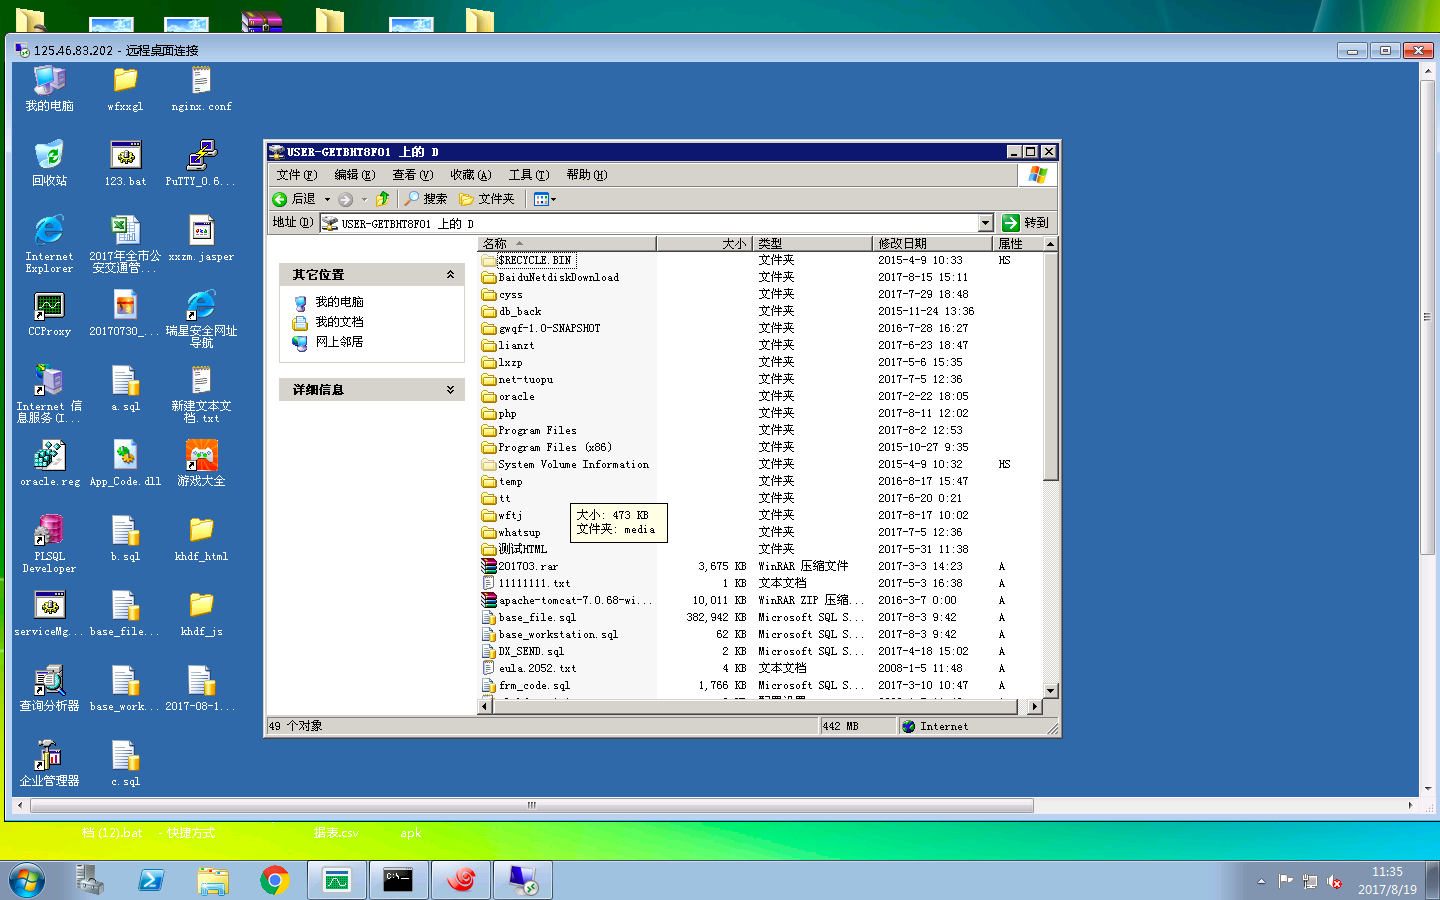 125.46.83.202 - 远程桌面连接
我的电脑
wfxxgl
nginx.conf
回收站
123.bat
PuTTY_0.6...
Internet Explorer
2017年全市公安交通管...
xxzm.jasper
CCProxy
20170730_...
瑞星安全网址导航
Internet 信息服务(I...
a.sql
新建文本文档.txt
oracle.reg
App_Code.dll
游戏大全
PLSQL Developer
b.sql
khdf_html
serviceMg...
base_file...
khdf_js
查询分析器
base_work...
2017-08-1...
企业管理器
c.sql
USER-GETBHT8F01 上的 D
文件(F) 编辑(E) 查看(V) 收藏(A) 工具(T) 帮助(H)
后退 搜索 文件夹
地址(D) USER-GETBHT8F01 上的 D 转到
其它位置
我的电脑
我的文档
网上邻居
详细信息
名称 大小 类型 修改日期 属性
$RECYCLE.BIN 文件夹 2015-4-9 10:33 HS
BaiduNetdiskDownload 文件夹 2017-8-15 15:11
cyss 文件夹 2017-7-29 18:48
db_back 文件夹 2015-11-24 13:36
gwqf-1.0-SNAPSHOT 文件夹 2016-7-28 16:27
lianzt 文件夹 2017-6-23 18:47
lxzp 文件夹 2017-5-6 15:35
net-tuopu 文件夹 2017-7-5 12:36
oracle 文件夹 2017-2-22 18:05
php 文件夹 2017-8-11 12:02
Program Files 文件夹 2017-8-2 12:53
Program Files (x86) 文件夹 2015-10-27 9:35
System Volume Information 文件夹 2015-4-9 10:32 HS
temp 文件夹 2016-8-17 15:47
tt 文件夹 2017-6-20 0:21
wftj 文件夹 2017-8-17 10:02
whatsup 文件夹 2017-7-5 12:36
测试HTML 文件夹 2017-5-31 11:38
大小: 473 KB
文件夹: media
201703.rar 3,675 KB WinRAR 压缩文件 2017-3-3 14:23 A
11111111.txt 1 KB 文本文档 2017-5-3 16:38 A
apache-tomcat-7.0.68-wi... 10,011 KB WinRAR ZIP 压缩... 2016-3-7 0:00 A
base_file.sql 382,942 KB Microsoft SQL S... 2017-8-3 9:42 A
base_workstation.sql 62 KB Microsoft SQL S... 2017-8-3 9:42 A
DX_SEND.sql 2 KB Microsoft SQL S... 2017-4-18 15:02 A
eula.2052.txt 4 KB 文本文档 2008-1-5 11:48 A
frm_code.sql 1,766 KB Microsoft SQL S... 2017-3-10 10:47 A
49 个对象 442 MB Internet
档 (12).bat - 快捷方式 据表.csv apk
C:\
11:35
2017/8/19